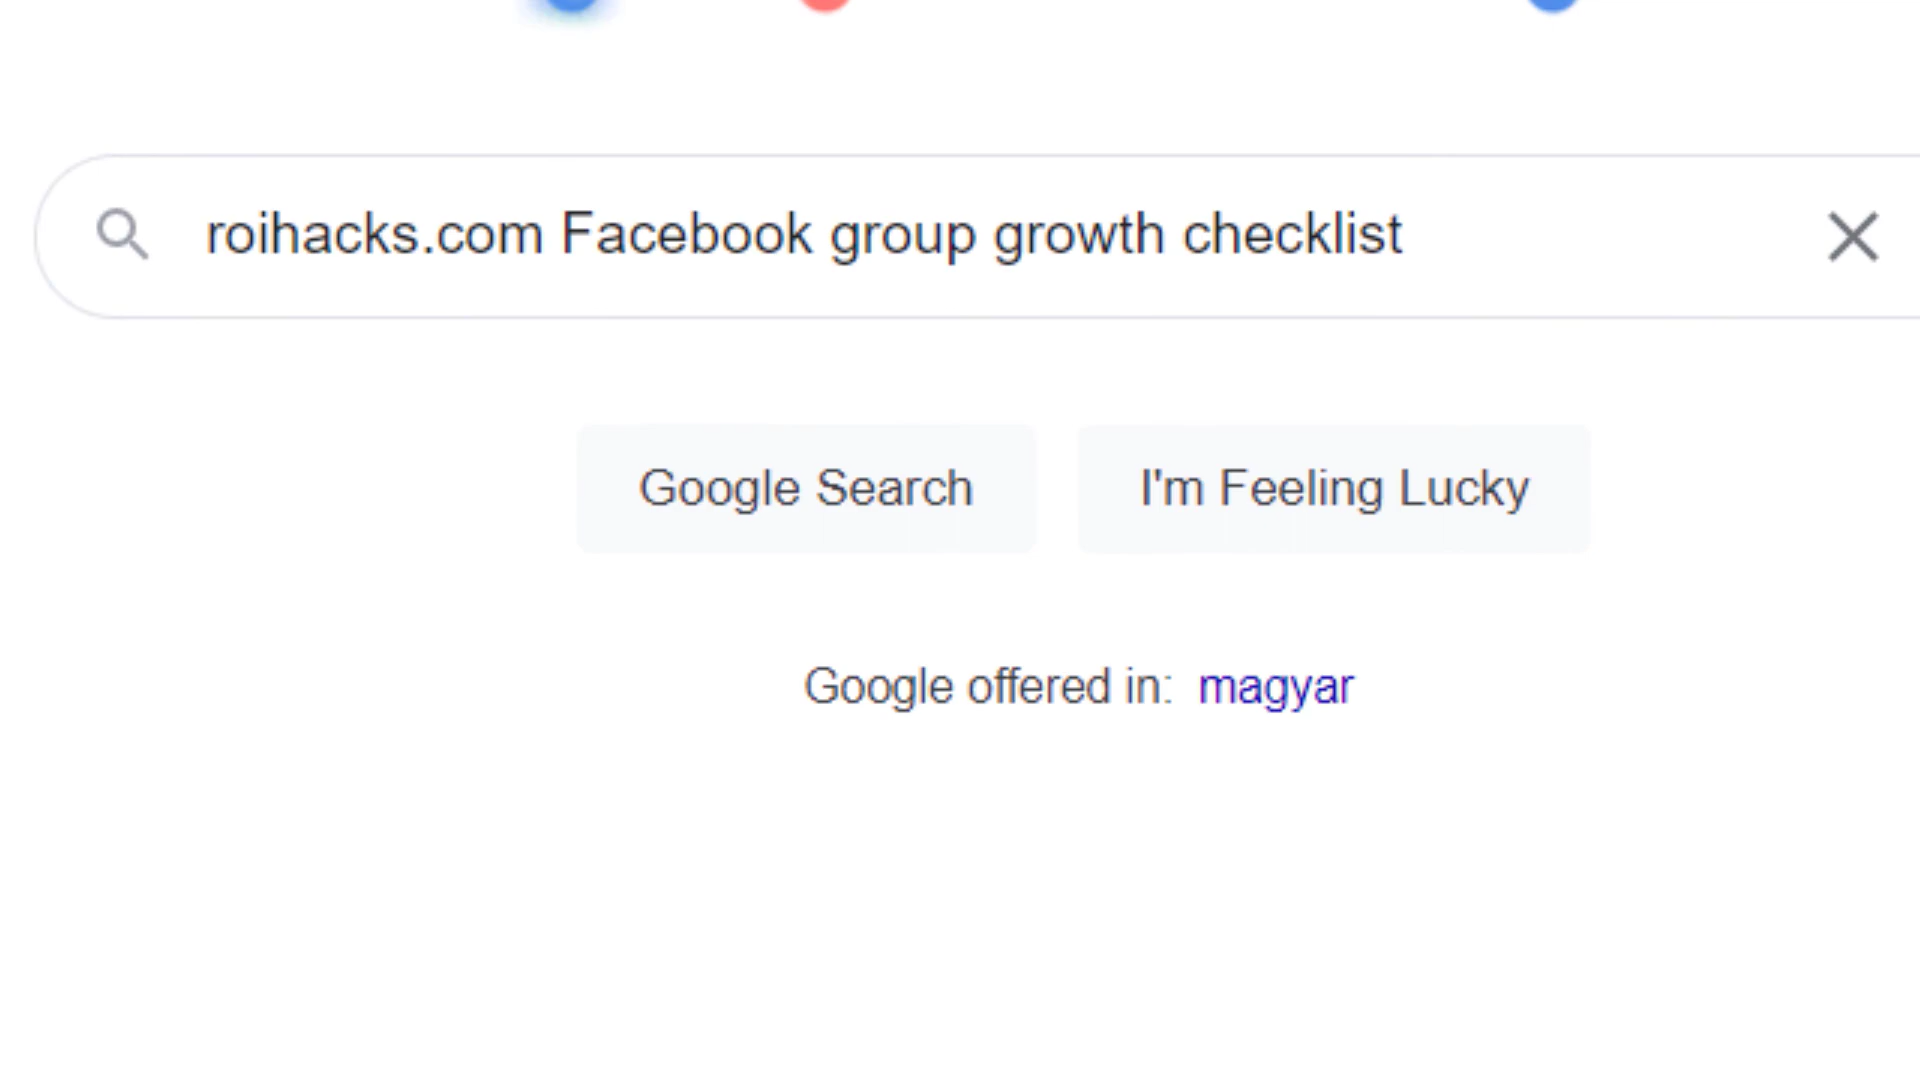 roihacks.com Facebook group growth checklist
Google Search
I'm Feeling Lucky
Google offered in: magyar